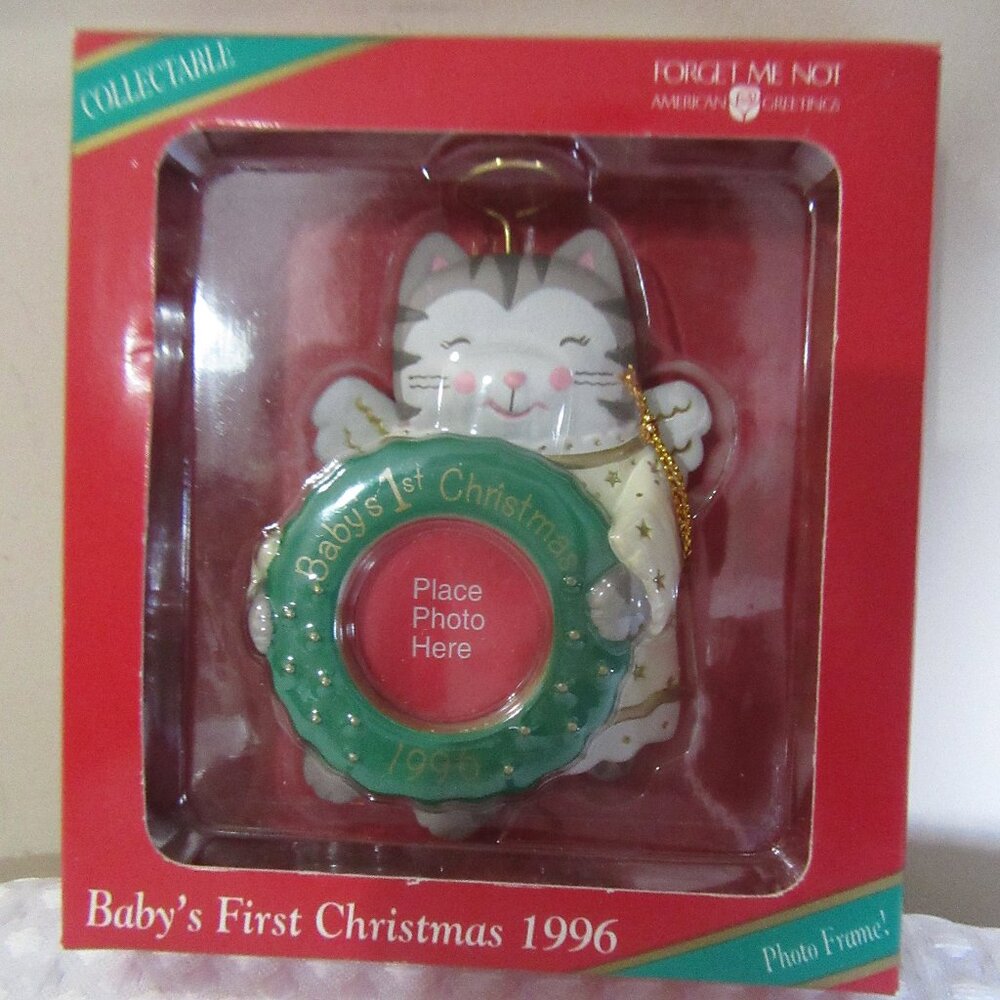 COLLECTABLE
FORGET ME NOT
AMERICAN GREETINGS
Baby's 1st Christmas
Place
Photo
Here
1996
Baby's First Christmas 1996
Photo Frame!